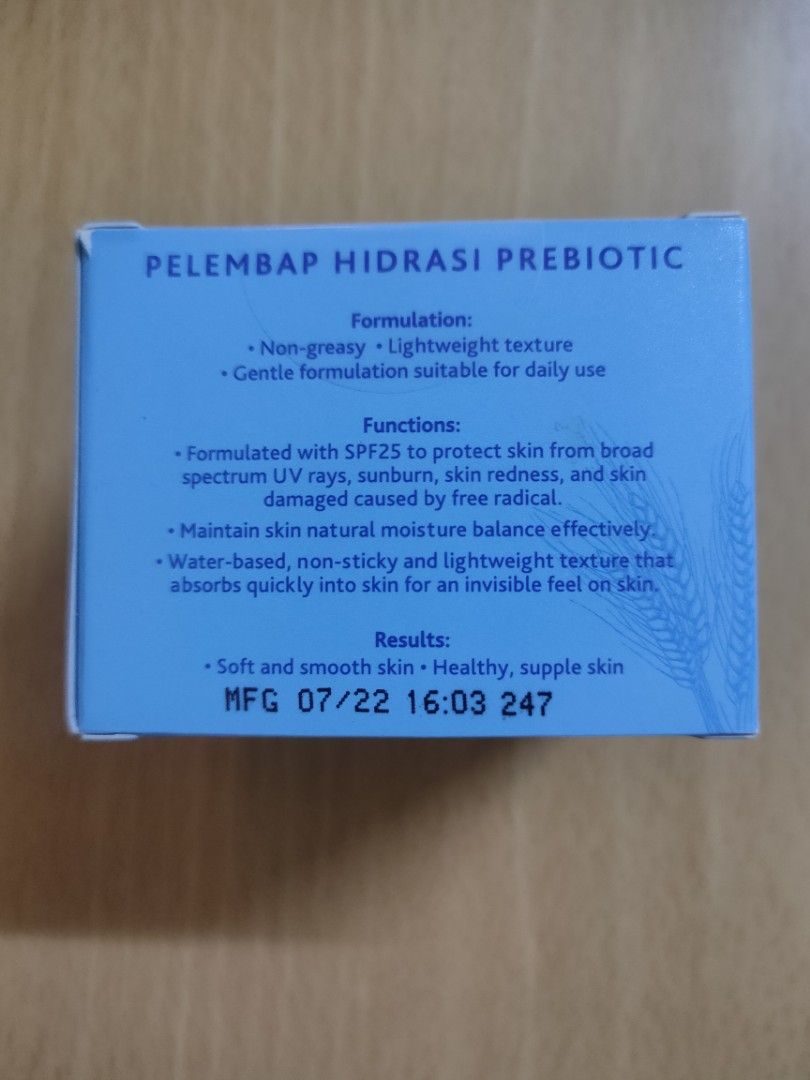 PELEMBAP HIDRASI PREBIOTIC
Formulation:
• Non-greasy • Lightweight texture
• Gentle formulation suitable for daily use
Functions:
• Formulated with SPF25 to protect skin from broad
spectrum UV rays, sunburn, skin redness, and skin
damaged caused by free radical.
• Maintain skin natural moisture balance effectively.
• Water-based, non-sticky and lightweight texture that
absorbs quickly into skin for an invisible feel on skin.
Results:
• Soft and smooth skin • Healthy, supple skin
MFG 07/22 16:03 247